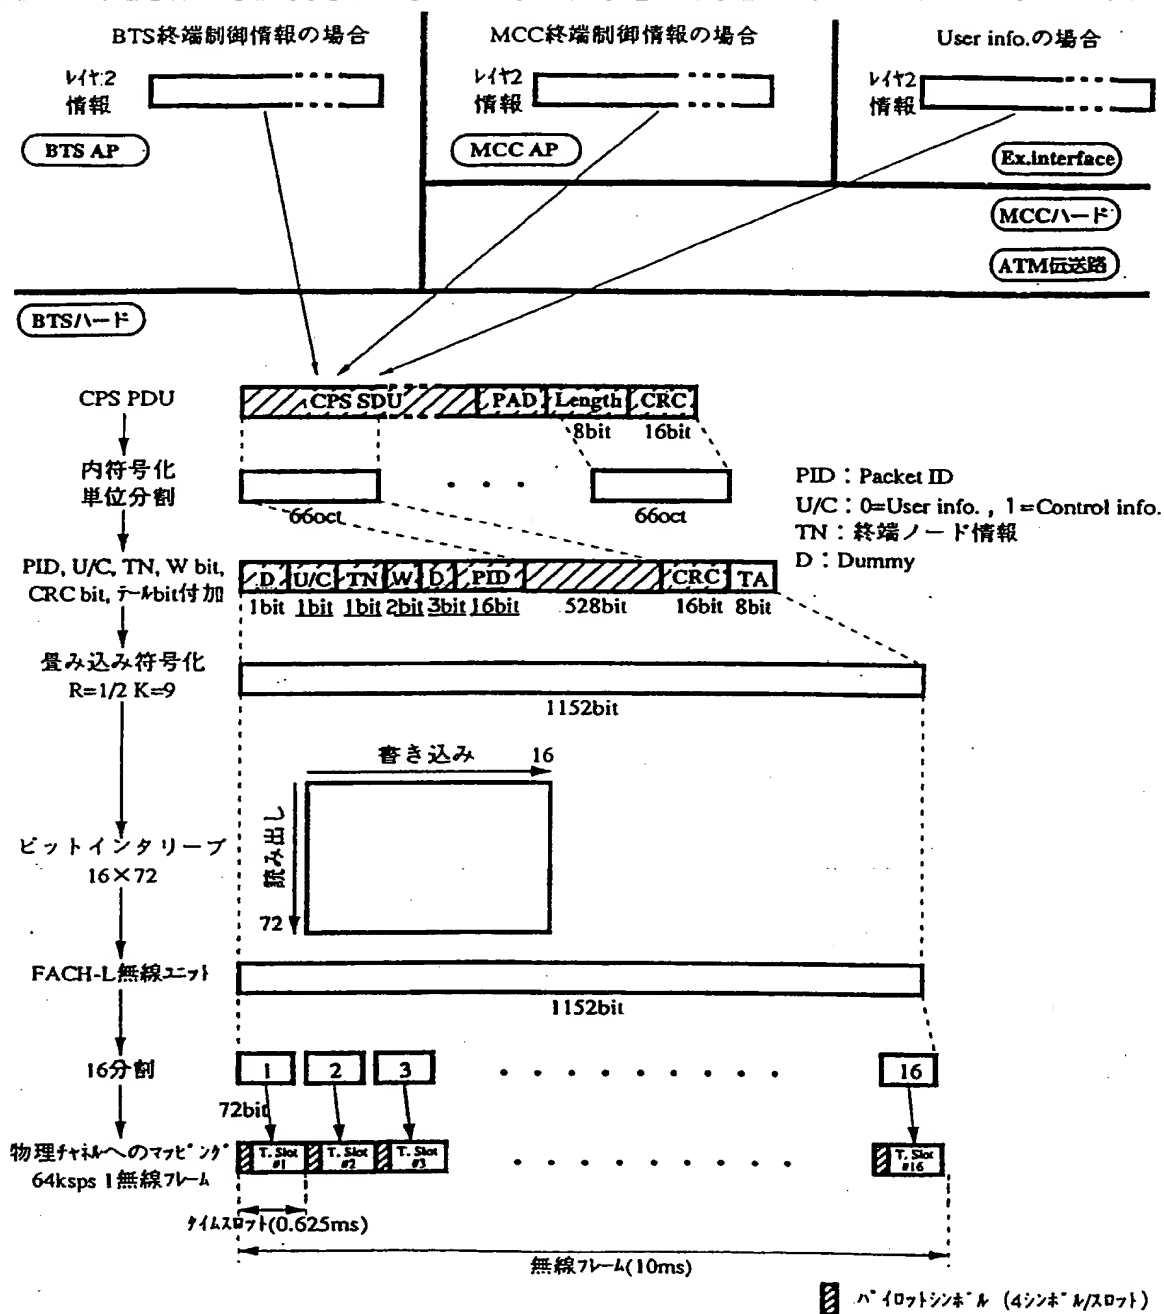 BTS終端制御情報の場合
MCC終端制御情報の場合
User info.の場合
ﾚｲﾔ2
情報
ﾚｲﾔ2
情報
ﾚｲﾔ2
情報
BTS AP
MCC AP
Ex.interface
MCCハード
ATM伝送路
BTSハード
CPS PDU
CPS SDU
PAD
Length
CRC
8bit
16bit
内符号化
単位分割
66oct
・・・
66oct
PID：Packet ID
U/C：0=User info. , 1=Control info.
TN：終端ノード情報
D：Dummy
PID, U/C, TN, W bit,
CRC bit, ﾃｰﾙbit付加
D
U/C
TN
W
D
PID
CRC
TA
1bit
1bit
1bit
2bit
3bit
16bit
528bit
16bit
8bit
畳み込み符号化
R=1/2 K=9
1152bit
書き込み
16
読み出し
72
ビットインタリーブ
16×72
FACH-L無線ﾕﾆｯﾄ
1152bit
16分割
1
2
3
・・・・・・・・・
16
72bit
物理ﾁｬﾈﾙへのﾏｯﾋﾟﾝｸﾞ
64ksps 1無線ﾌﾚｰﾑ
T. Slot
#1
T. Slot
#2
T. Slot
#3
・・・・・・・・・
T. Slot
#16
ﾀｲﾑｽﾛｯﾄ(0.625ms)
無線ﾌﾚｰﾑ(10ms)
ﾊﾟｲﾛｯﾄｼﾝﾎﾞﾙ (4ｼﾝﾎﾞﾙ/ｽﾛｯﾄ)